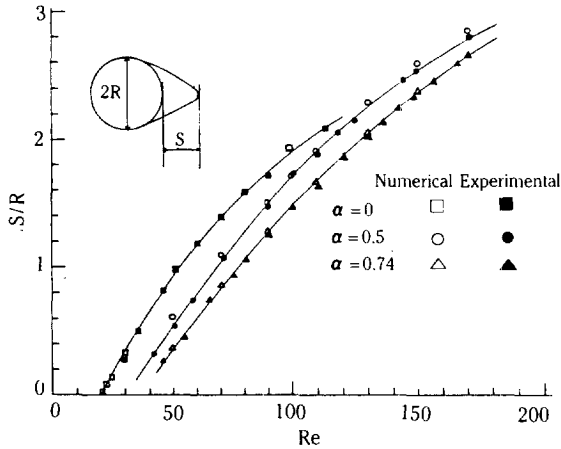 3
2
1
0
S/R
2R
S
Numerical Experimental
α = 0
α = 0.5
α = 0.74
0 50 100 150 200
Re